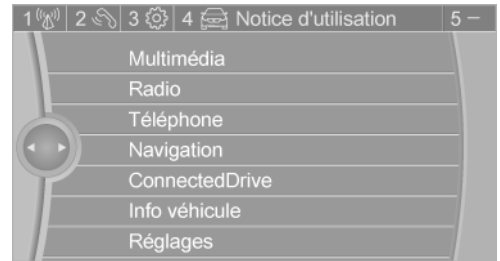 1 2 3 4 Notice d'utilisation 5 –
Multimédia
Radio
Téléphone
Navigation
ConnectedDrive
Info véhicule
Réglages